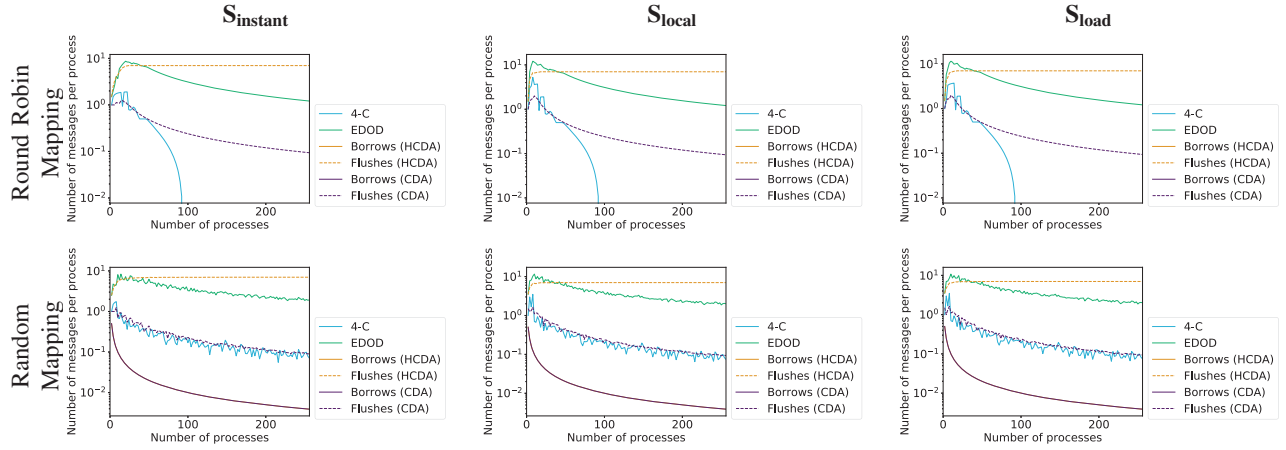 S_instant S_local S_load
Round Robin
Mapping
Number of messages per process
10^1
10^0
10^-1
10^-2
0 100 200
Number of processes
4-C
EDOD
Borrows (HCDA)
Flushes (HCDA)
Borrows (CDA)
Flushes (CDA)
Number of messages per process
10^1
10^0
10^-1
10^-2
0 100 200
Number of processes
4-C
EDOD
Borrows (HCDA)
Flushes (HCDA)
Borrows (CDA)
Flushes (CDA)
Number of messages per process
10^1
10^0
10^-1
10^-2
0 100 200
Number of processes
4-C
EDOD
Borrows (HCDA)
Flushes (HCDA)
Borrows (CDA)
Flushes (CDA)
Random
Mapping
Number of messages per process
10^1
10^0
10^-1
10^-2
0 200
Number of processes
4-C
EDOD
Borrows (HCDA)
Flushes (HCDA)
Borrows (CDA)
Flushes (CDA)
Number of messages per process
10^1
10^0
10^-1
10^-2
0 200
Number of processes
4-C
EDOD
Borrows (HCDA)
Flushes (HCDA)
Borrows (CDA)
Flushes (CDA)
Number of messages per process
10^1
10^0
10^-1
10^-2
0 200
Number of processes
4-C
EDOD
Borrows (HCDA)
Flushes (HCDA)
Borrows (CDA)
Flushes (CDA)